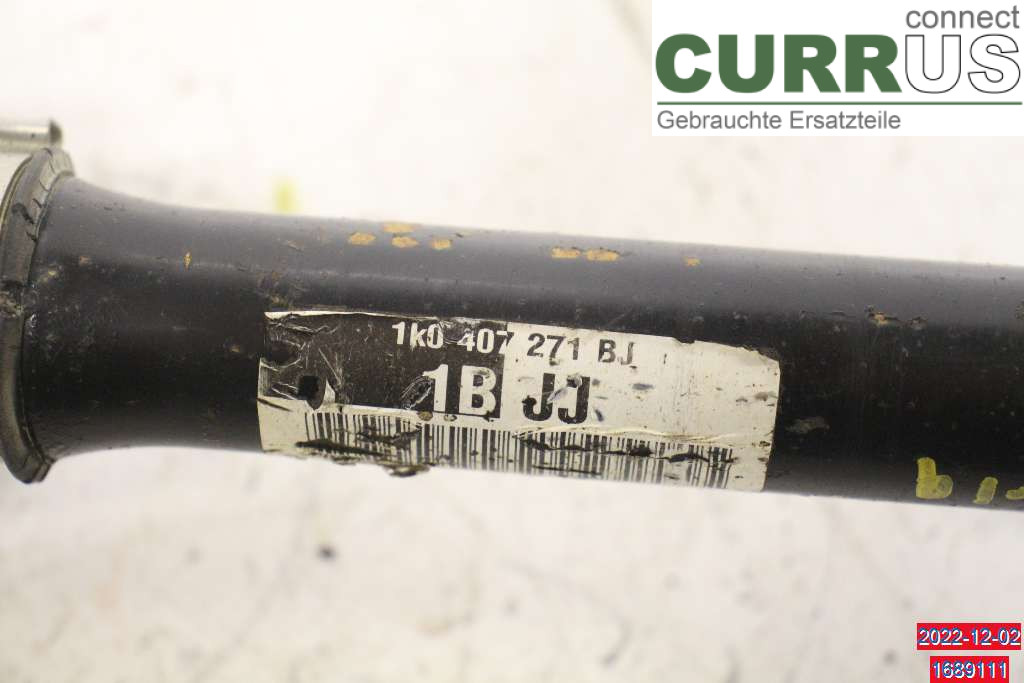 connect
CURRUS
Gebrauchte Ersatzteile
1k0 407 271 BJ
1B JJ
2022-12-02
1689111